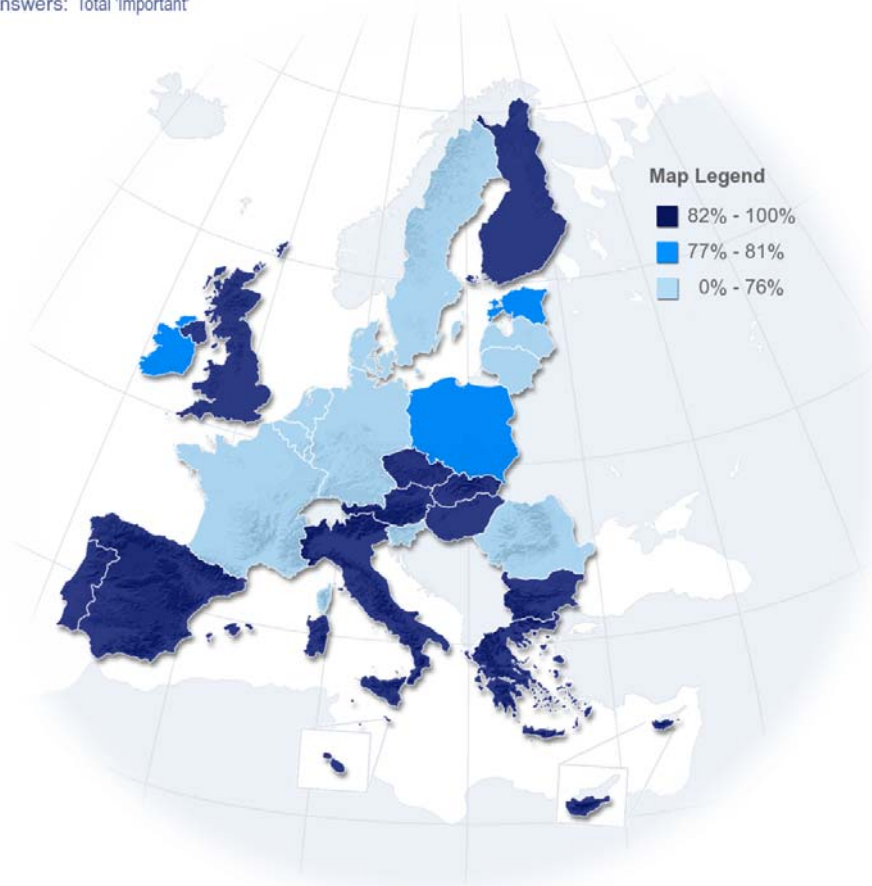 nswers: Total 'Important'
Map Legend
82% - 100%
77% - 81%
0% - 76%